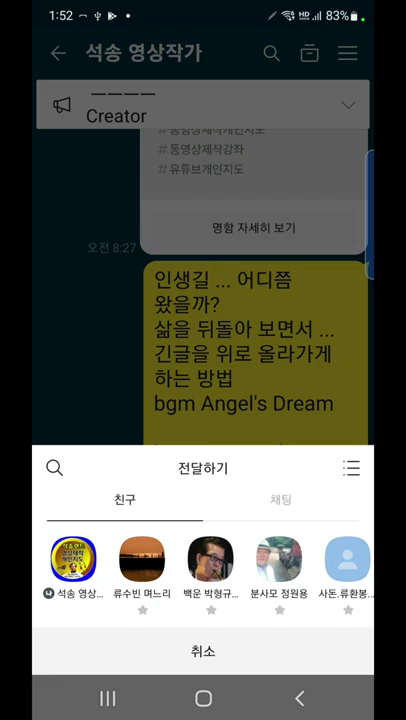 1:52
HD
83%
석송 영상작가
Creator
#동영상제작개인지도
#동영상제작강좌
#유튜브개인지도
명함 자세히 보기
오전 8:27
인생길 ... 어디쯤
왔을까?
삶을 뒤돌아 보면서 ...
긴글을 위로 올라가게
하는 방법
bgm Angel's Dream
전달하기
친구
채팅
나 석송 영상...
류수빈 며느리
백운 박형규...
분사모 정원용
사돈.류환봉...
취소